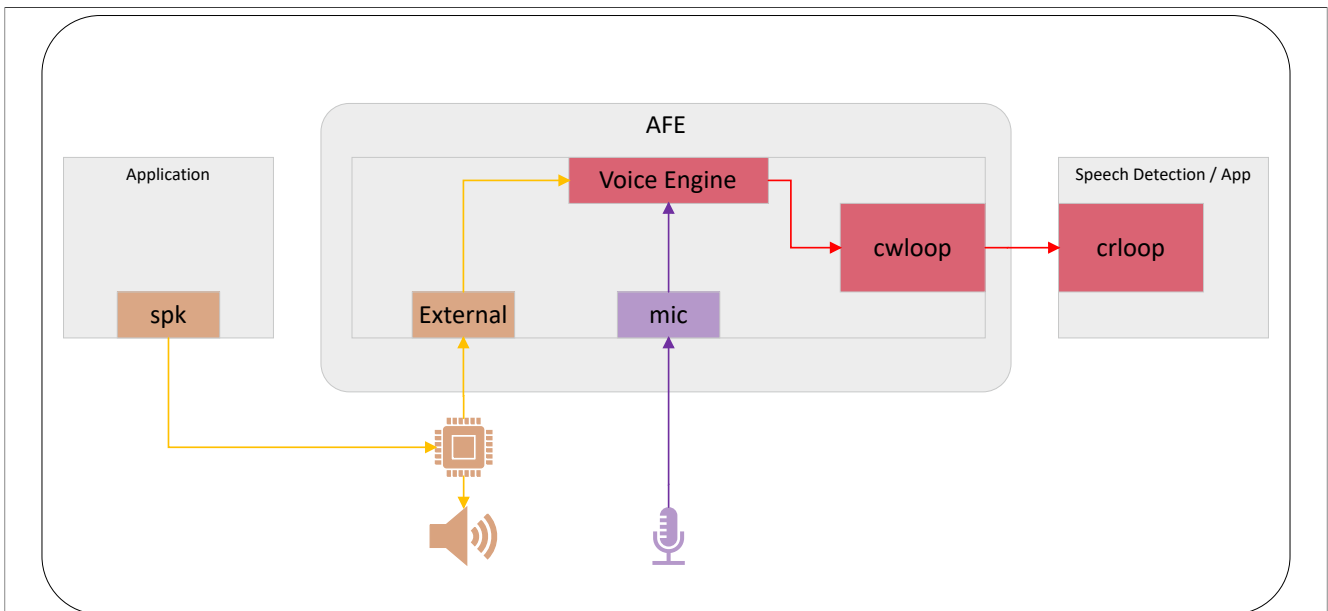 AFE
Application
Voice Engine
Speech Detection / App
cwloop
crloop
spk
External
mic